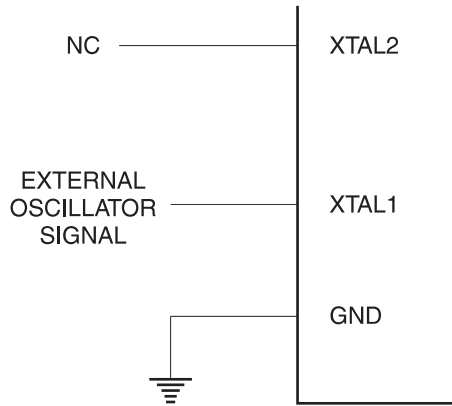 NC
XTAL2
EXTERNAL
OSCILLATOR
SIGNAL
XTAL1
GND